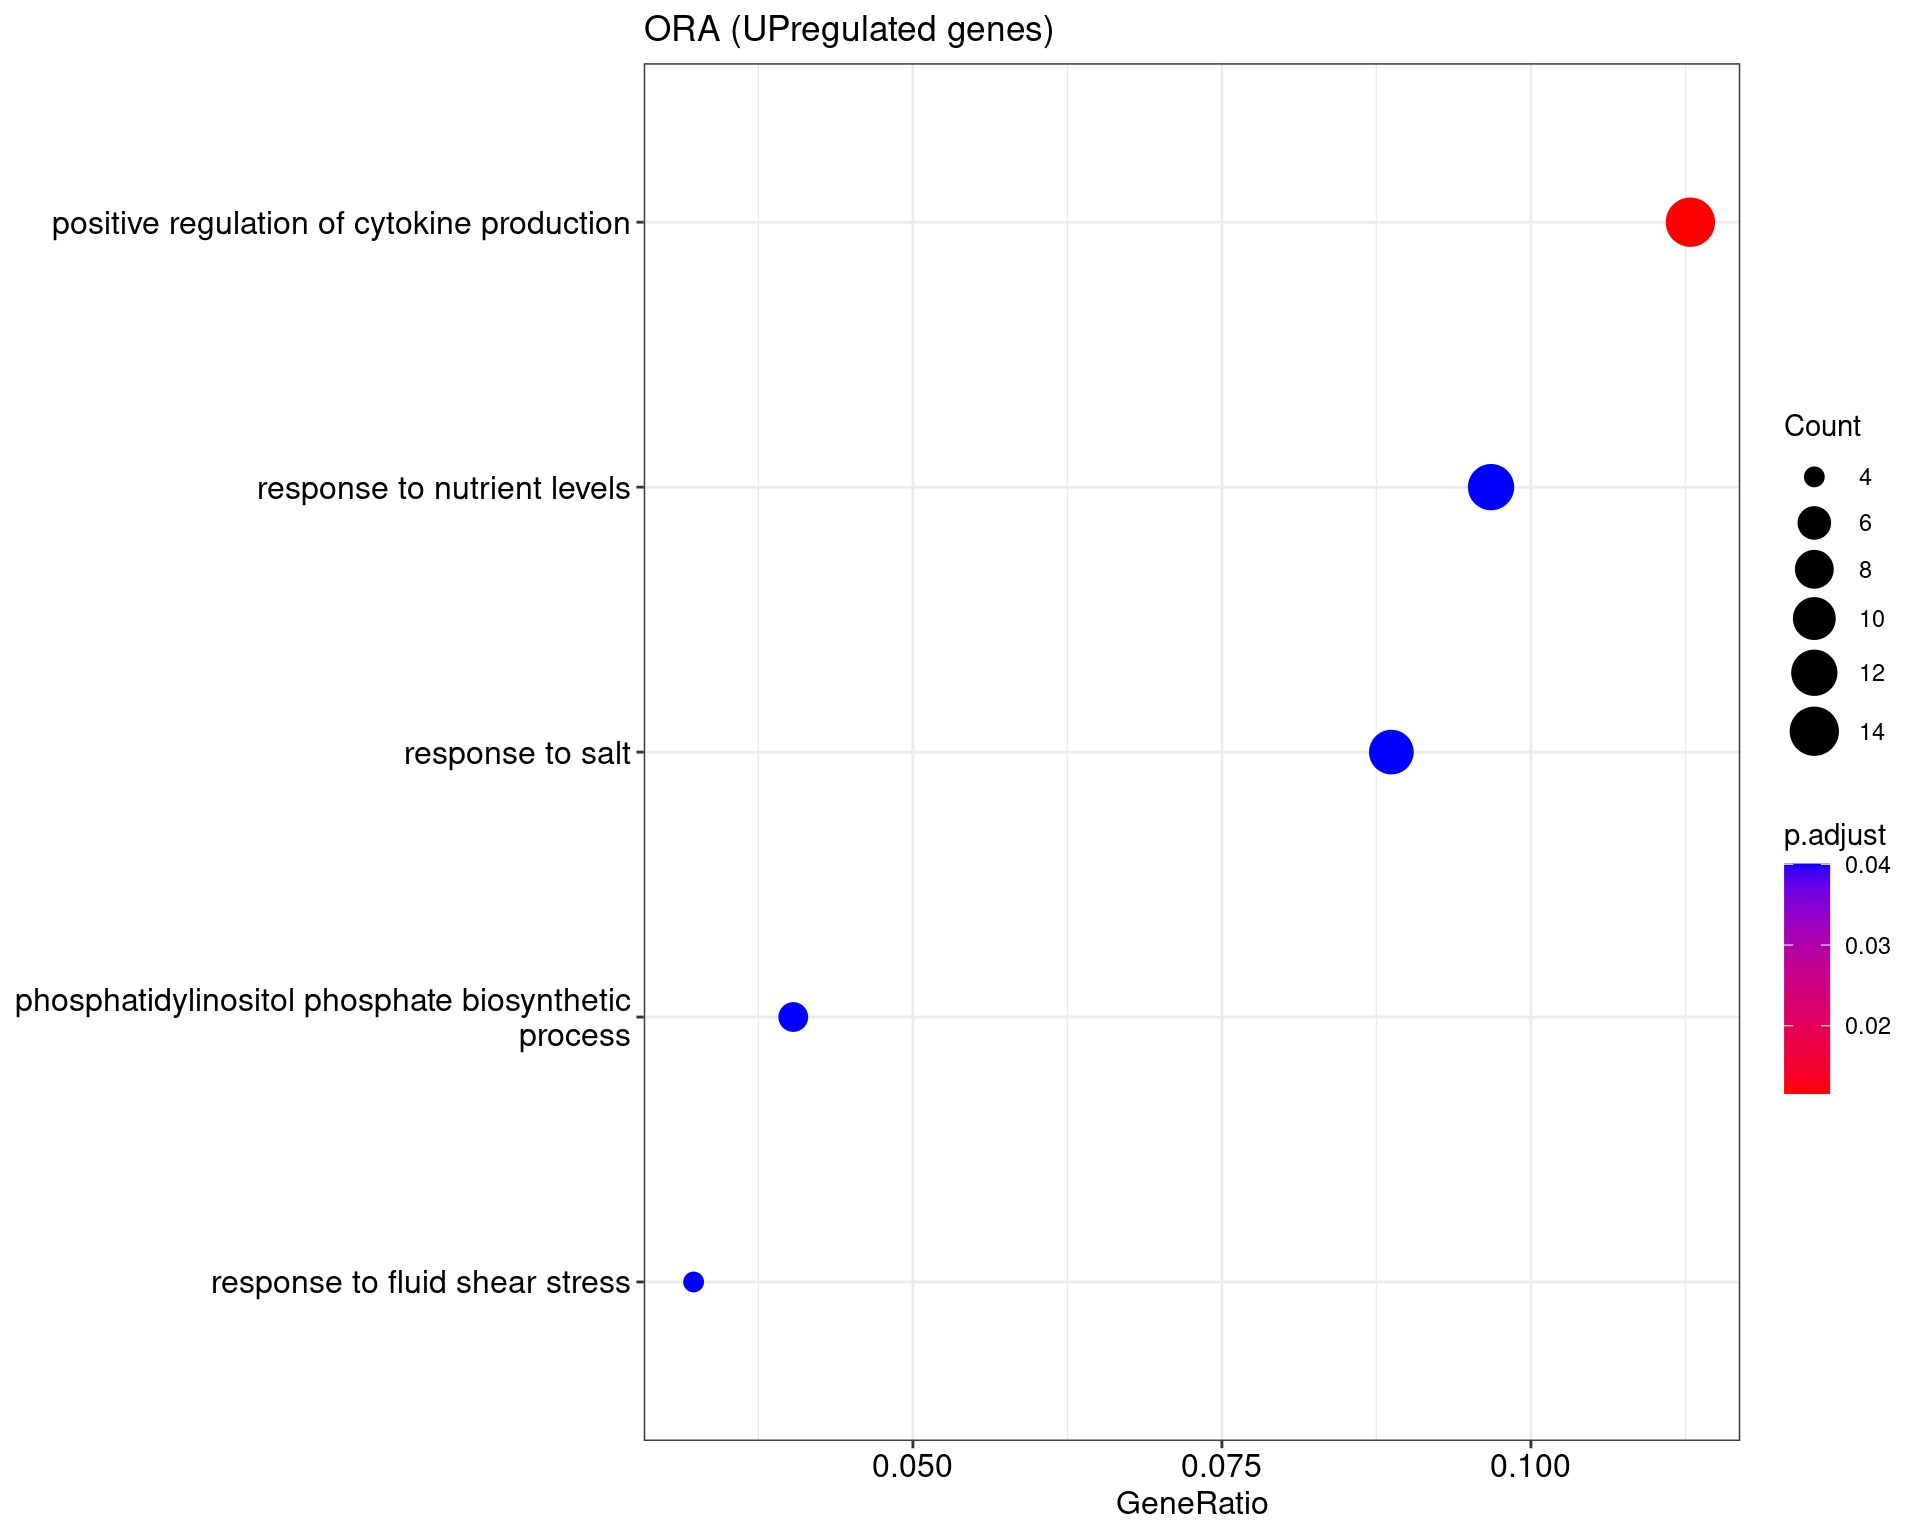 ORA (UPregulated genes)
positive regulation of cytokine production
response to nutrient levels
response to salt
phosphatidylinositol phosphate biosynthetic
process
response to fluid shear stress
0.050
0.075
0.100
GeneRatio
Count
4
6
8
10
12
14
p.adjust
0.04
0.03
0.02